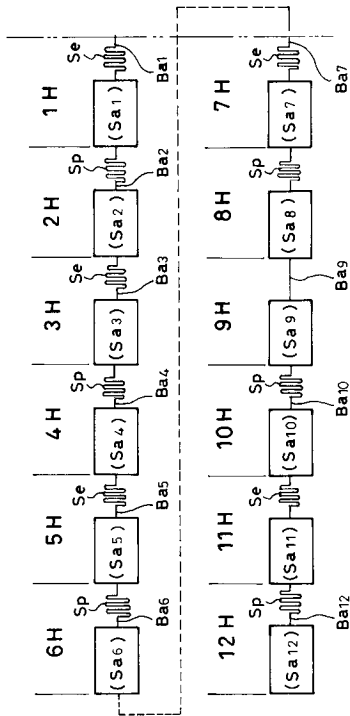 6H 5H 4H 3H 2H 1H
Sp Se Sp Se Sp Se
(Sa6) (Sa5) (Sa4) (Sa3) (Sa2) (Sa1)
Ba6 Ba5 Ba4 Ba3 Ba2 Ba1
12H 11H 10H 9H 8H 7H
Sp Se Sp Sp Se
(Sa12) (Sa11) (Sa10) (Sa9) (Sa8) (Sa7)
Ba12 Ba10 Ba9 Ba7